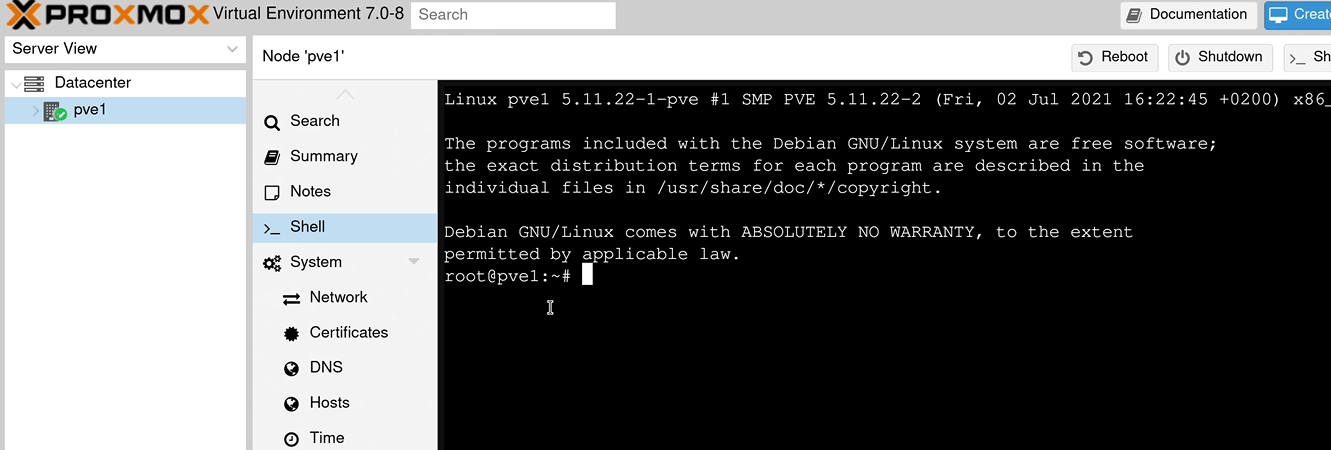 PROXMOX Virtual Environment 7.0-8 Search Documentation
Server View
Node 'pve1' Reboot Shutdown
Datacenter
pve1
Search
Summary
Notes
Shell
System
Network
Certificates
DNS
Hosts
Time
Linux pve1 5.11.22-1-pve #1 SMP PVE 5.11.22-2 (Fri, 02 Jul 2021 16:22:45 +0200) x86_
The programs included with the Debian GNU/Linux system are free software;
the exact distribution terms for each program are described in the
individual files in /usr/share/doc/*/copyright.
Debian GNU/Linux comes with ABSOLUTELY NO WARRANTY, to the extent
permitted by applicable law.
root@pve1:~#